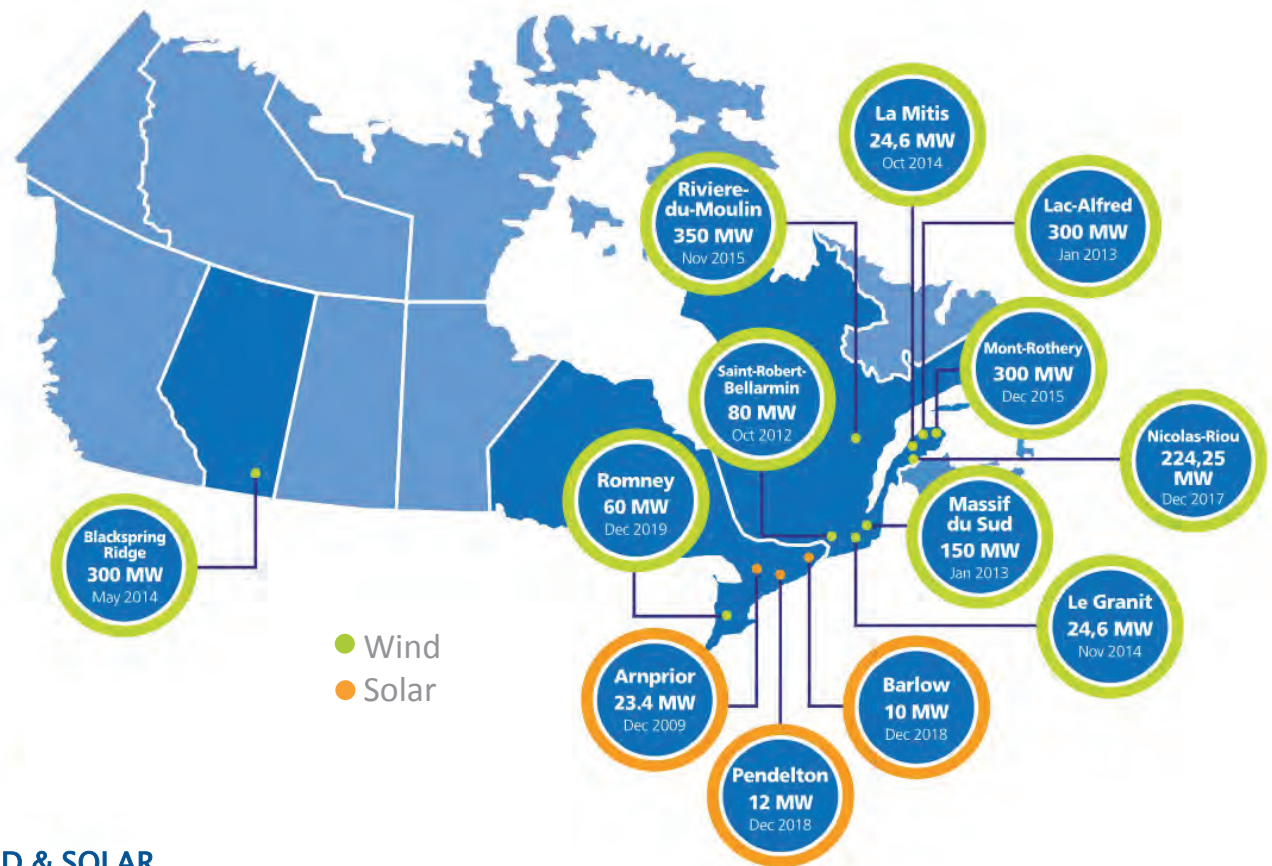 La Mitis
24,6 MW
Oct 2014
Riviere-
du-Moulin
350 MW
Nov 2015
Lac-Alfred
300 MW
Jan 2013
Mont-Rothery
300 MW
Dec 2015
Saint-Robert-
Bellarmin
80 MW
Oct 2012
Nicolas-Riou
224,25
MW
Dec 2017
Romney
60 MW
Dec 2019
Massif
du Sud
150 MW
Jan 2013
Blackspring
Ridge
300 MW
May 2014
Le Granit
24,6 MW
Nov 2014
Wind
Solar
Arnprior
23.4 MW
Dec 2009
Barlow
10 MW
Dec 2018
Pendelton
12 MW
Dec 2018
D & SOLAR